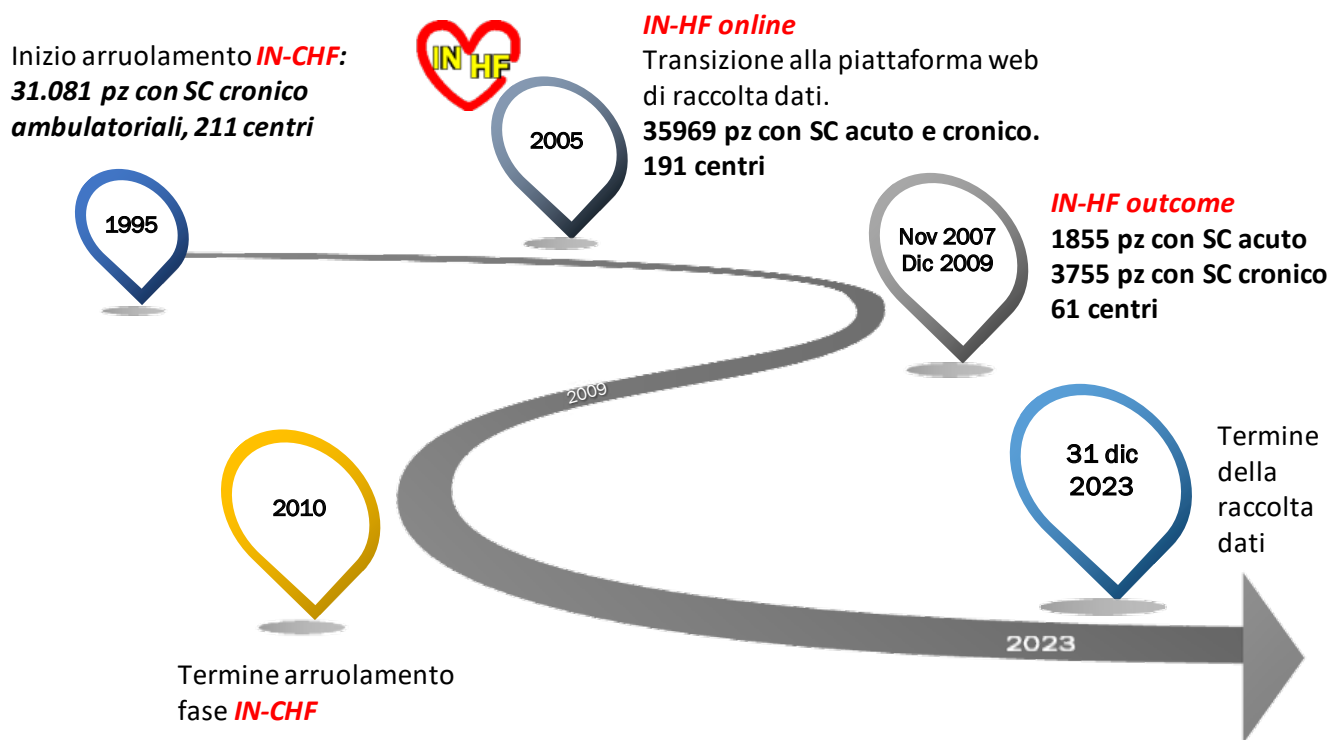 Inizio arruolamento IN-CHF:
31.081 pz con SC cronico
ambulatoriali, 211 centri
1995
IN HF
2005
IN-HF online
Transizione alla piattaforma web
di raccolta dati.
35969 pz con SC acuto e cronico.
191 centri
Nov 2007
Dic 2009
IN-HF outcome
1855 pz con SC acuto
3755 pz con SC cronico
61 centri
2009
2010
Termine arruolamento
fase IN-CHF
31 dic
2023
Termine
della
raccolta
dati
2023